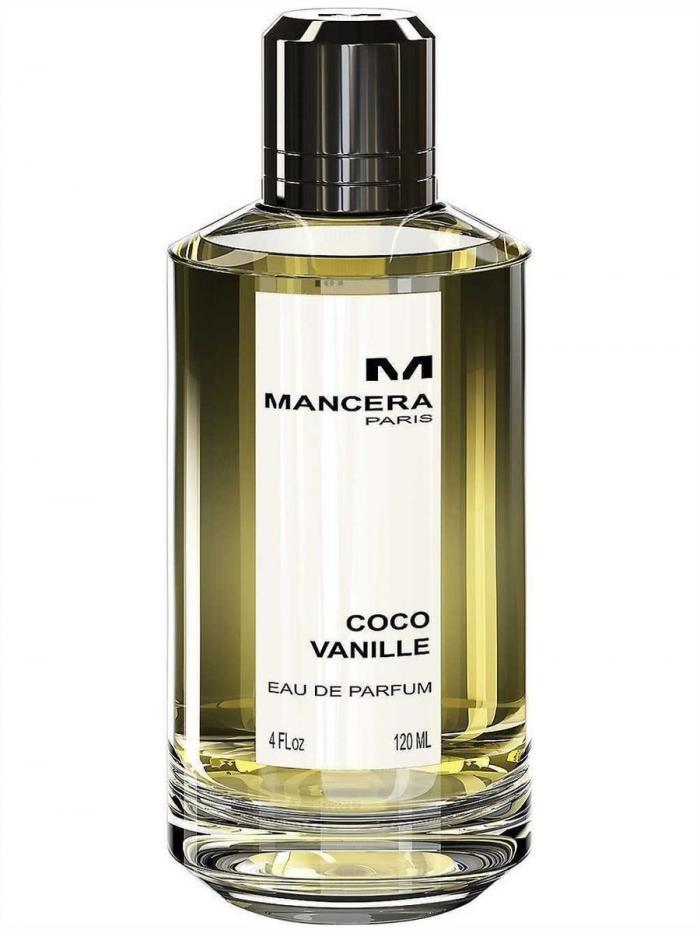 M
MANCERA
PARIS
COCO
VANILLE
EAU DE PARFUM
4 FLoz 120 ML